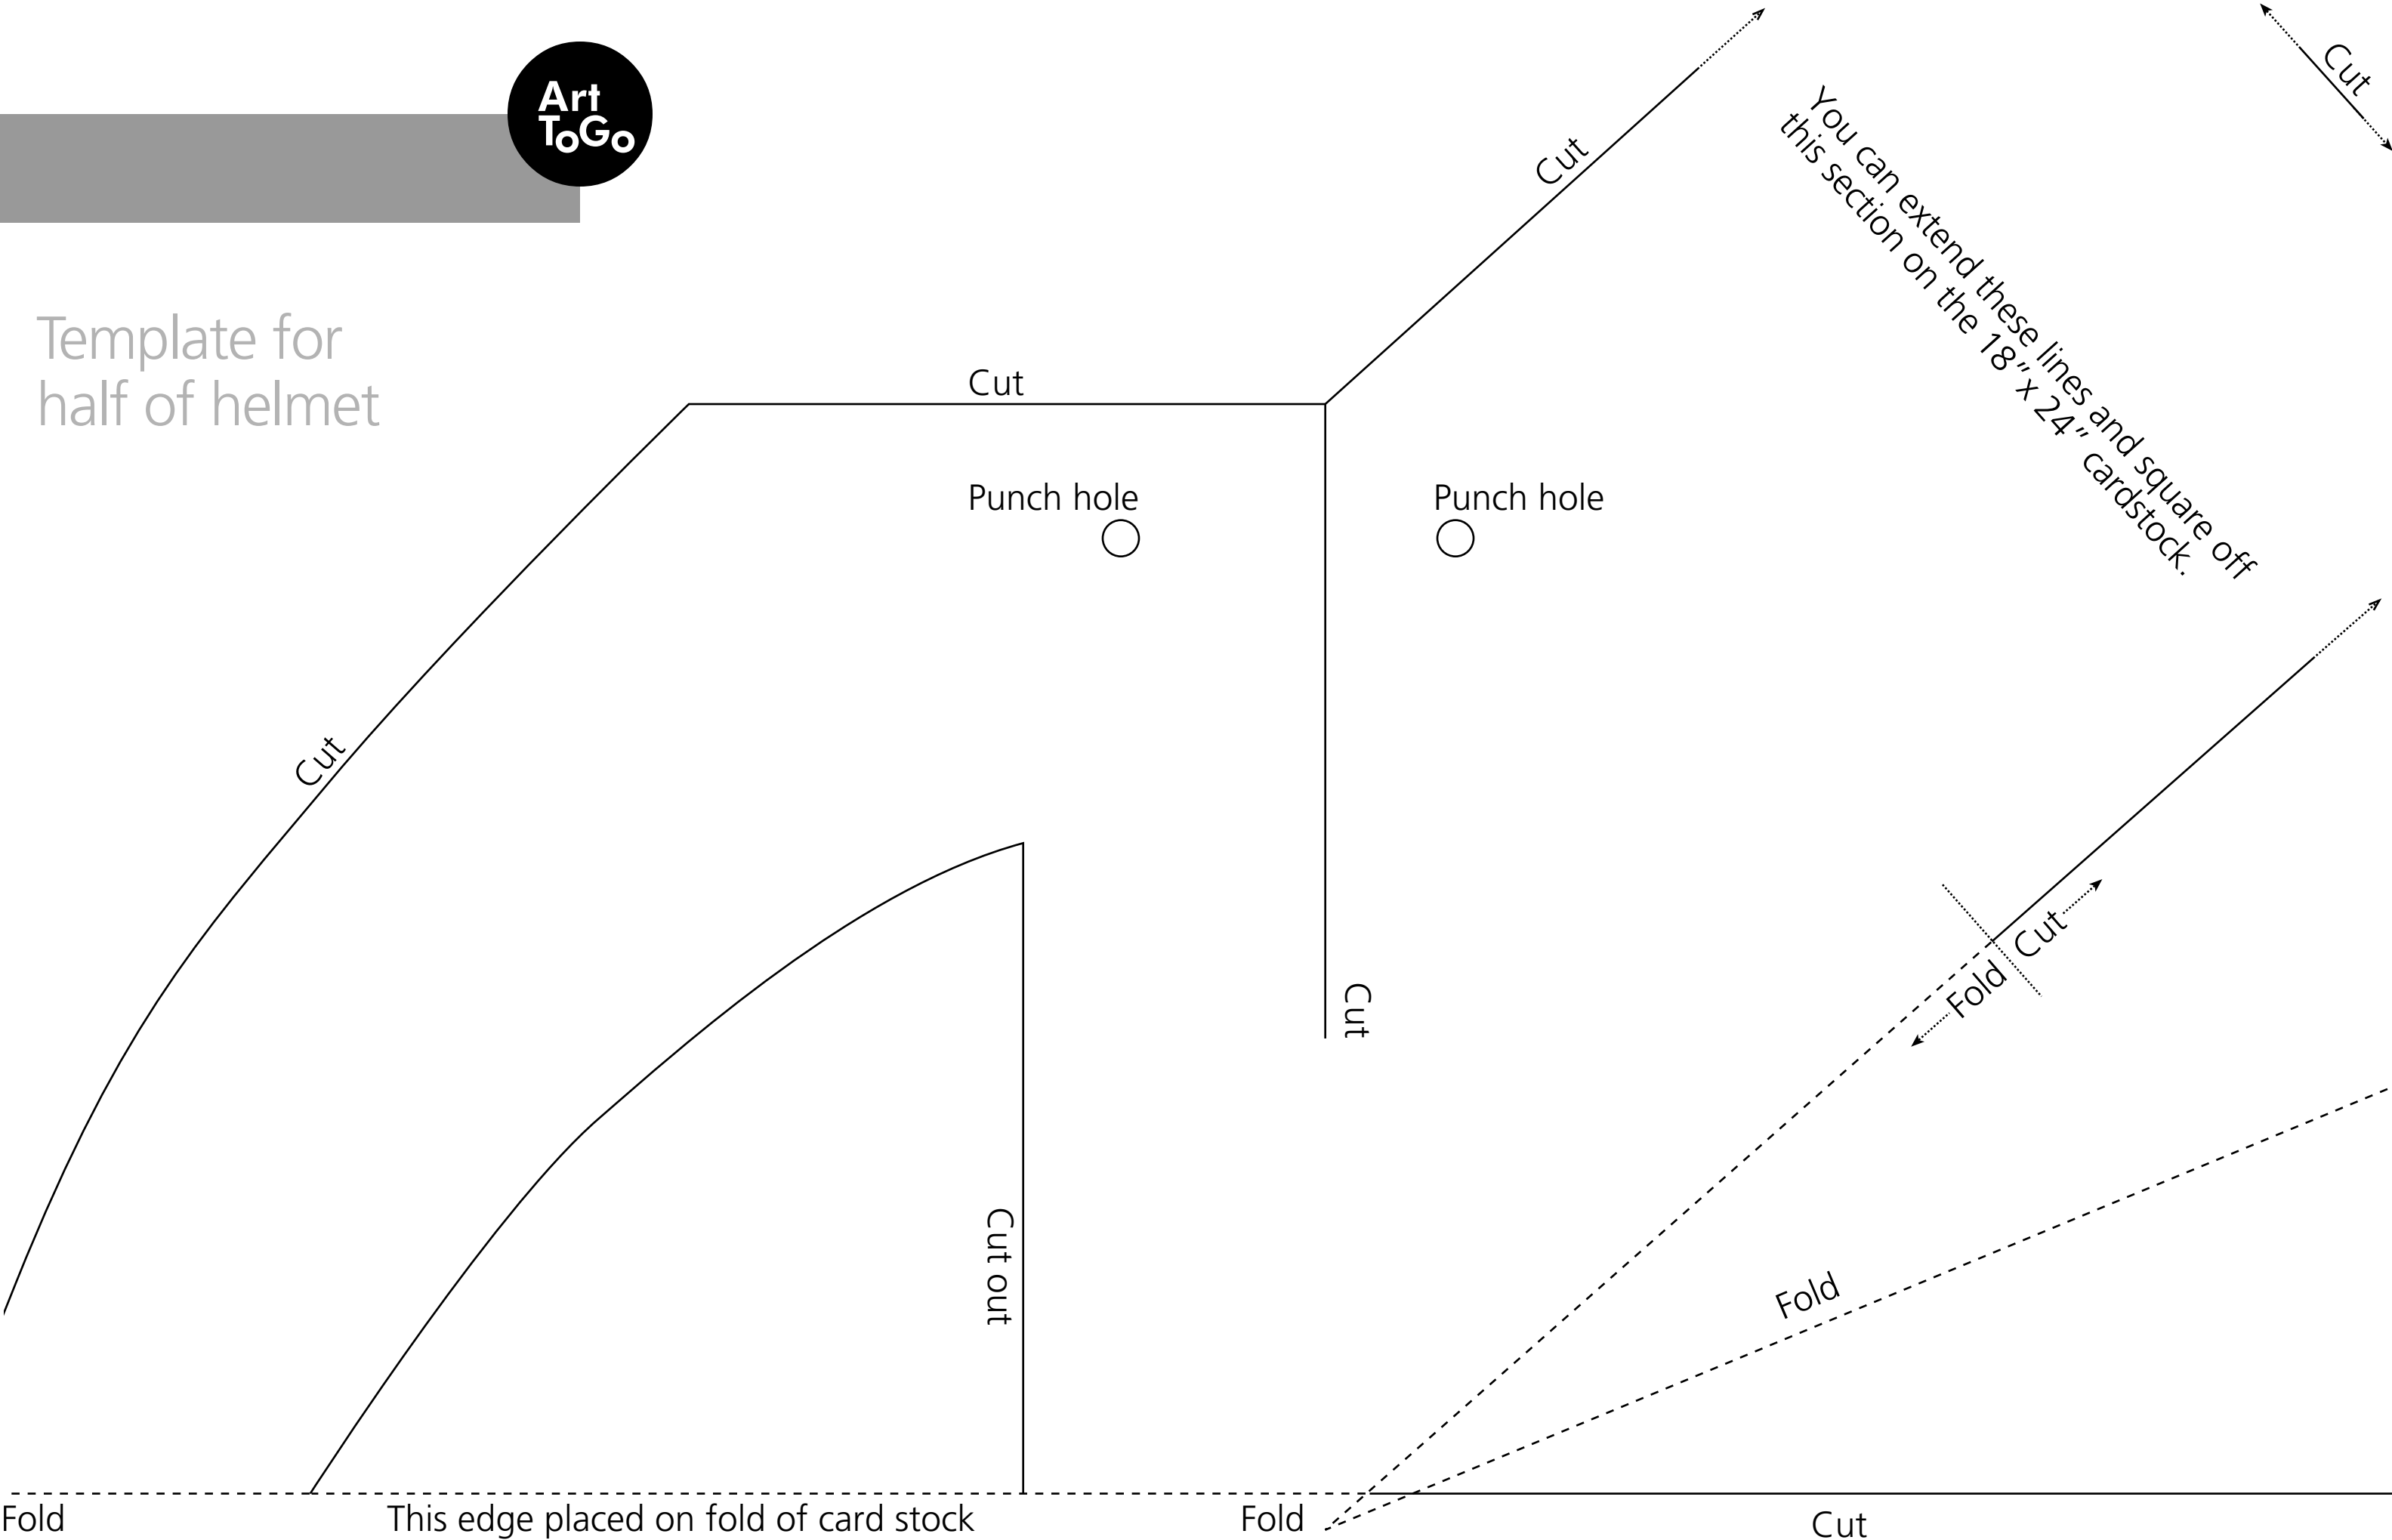 Art
ToGo
Template for
half of helmet
Cut
Cut
You can extend these lines and square off
this section on the 18” x 24” cardstock.
Cut
Punch hole
Punch hole
Cut
Cut
Cut
Fold
Cut out
Fold
Fold
This edge placed on fold of card stock
Fold
Cut